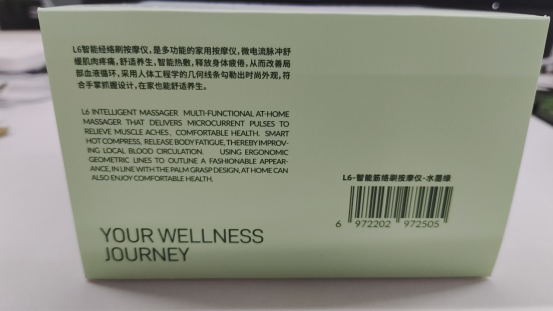 L6智能经络刷按摩仪,是多功能的家用按摩仪,微电流脉冲舒
缓肌肉疼痛,舒适养生,智能热敷,释放身体疲倦,从而改善局
部血液循环,采用人体工程学的几何线条勾勒出时尚外观,符
合手掌抓握设计,在家也能舒适养生。
L6 INTELLIGENT MASSAGER MULTI-FUNCTIONAL AT-HOME
MASSAGER THAT DELIVERS MICROCURRENT PULSES TO
RELIEVE MUSCLE ACHES, COMFORTABLE HEALTH. SMART
HOT COMPRESS, RELEASE BODY FATIGUE, THEREBY IMPROV-
ING LOCAL BLOOD CIRCULATION. USING ERGONOMIC
GEOMETRIC LINES TO OUTLINE A FASHIONABLE APPEAR-
ANCE, IN LINE WITH THE PALM GRASP DESIGN, AT HOME CAN
ALSO ENJOY COMFORTABLE HEALTH.
L6-智能筋络刷按摩仪-水墨绿
6 972202 972505
YOUR WELLNESS
JOURNEY